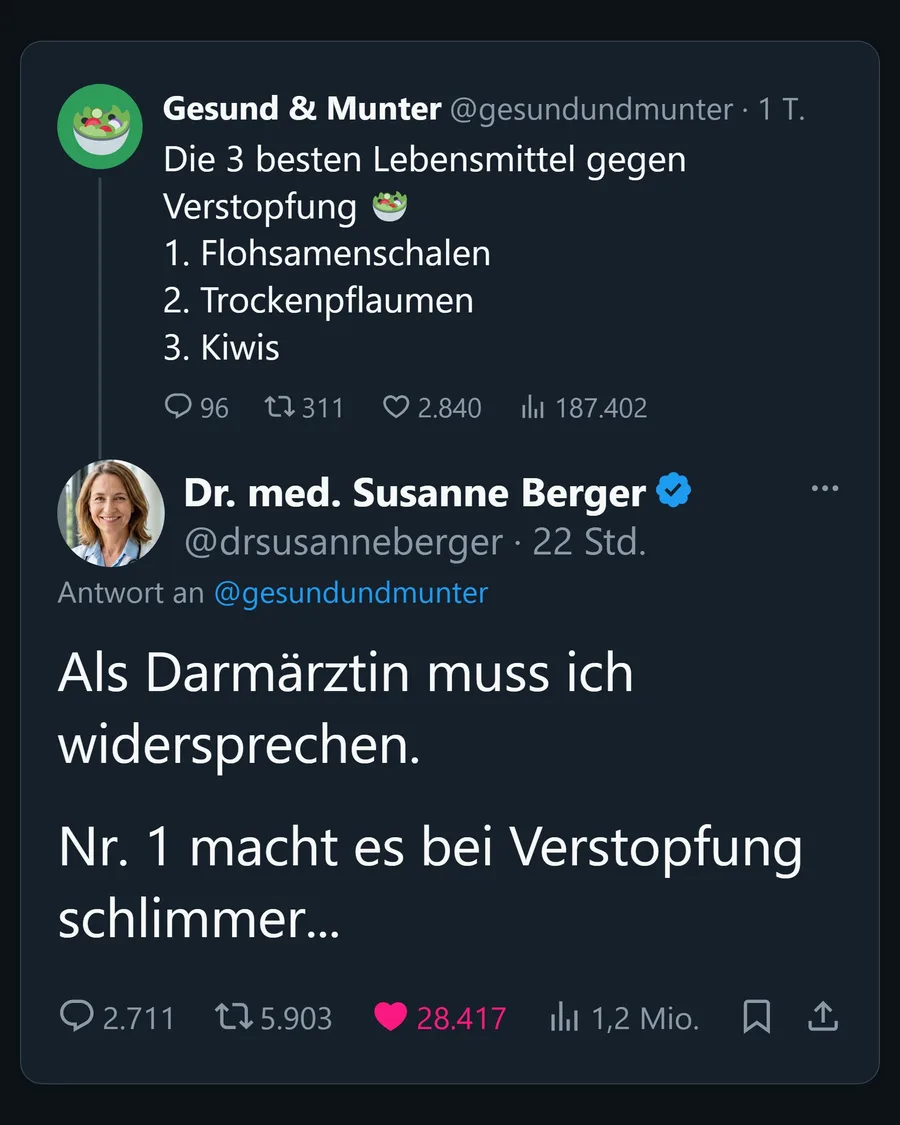 Gesund & Munter @gesundundmunter · 1 T.
Die 3 besten Lebensmittel gegen
Verstopfung 🥗
1. Flohsamenschalen
2. Trockenpflaumen
3. Kiwis
96 311 2.840 187.402
Dr. med. Susanne Berger
@drsusanneberger · 22 Std.
Antwort an @gesundundmunter
Als Darmärztin muss ich
widersprechen.
Nr. 1 macht es bei Verstopfung
schlimmer...
2.711 5.903 28.417 1,2 Mio.